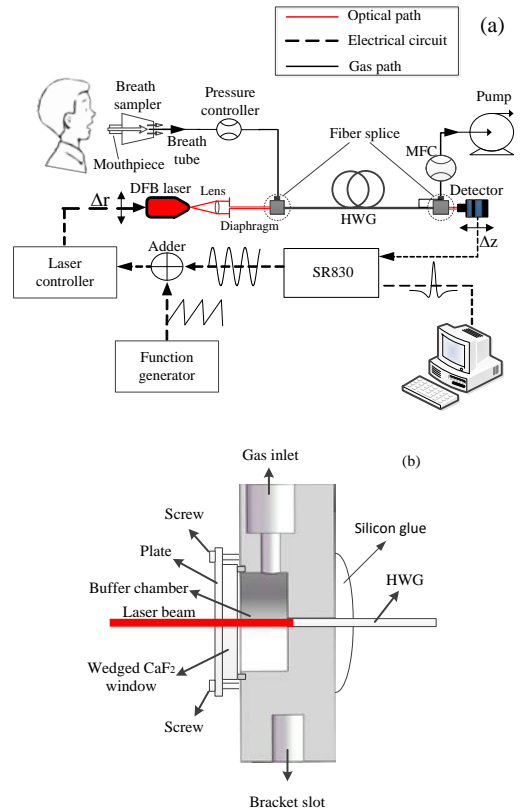 (a)
Optical path
Electrical circuit
Gas path
Breath
sampler
Pressure
controller
Pump
Mouthpiece
Breath
tube
Fiber splice
MFC
Δr
DFB laser
Lens
Diaphragm
HWG
Detector
Δz
Adder
Laser
controller
SR830
Function
generator
(b)
Gas inlet
Screw
Silicon glue
Plate
HWG
Buffer chamber
Laser beam
Wedged CaF2
window
Screw
Bracket slot